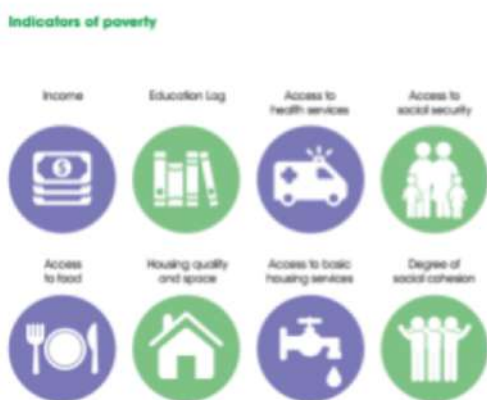 Indicators of poverty
Income
Education Lag
Access to
health services
Access to
social security
Access
to food
Housing quality
and space
Access to basic
housing services
Degree of
social cohesion